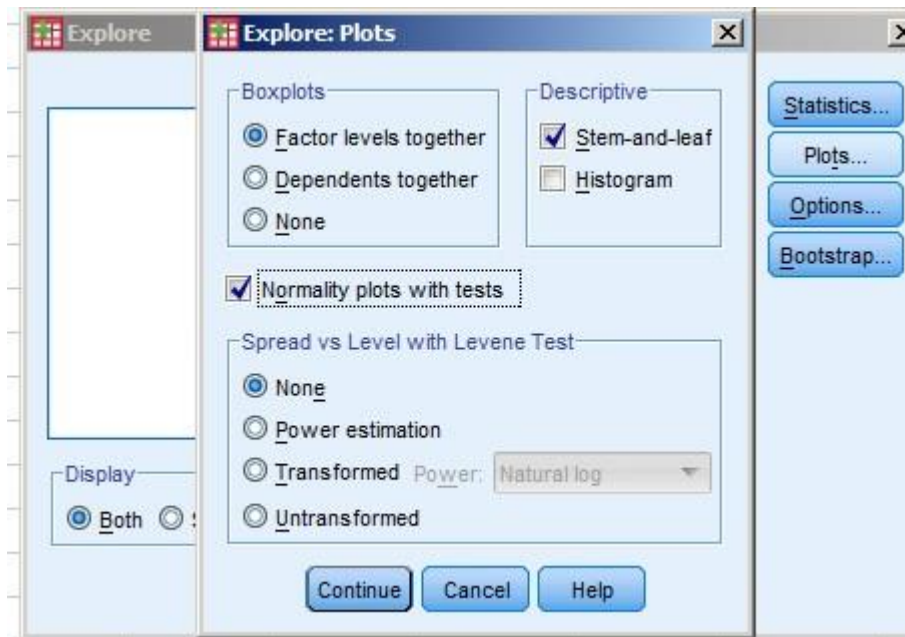 Explore
Explore: Plots
Boxplots
Factor levels together
Dependents together
None
Descriptive
Stem-and-leaf
Histogram
Normality plots with tests
Spread vs Level with Levene Test
None
Power estimation
Transformed Power: Natural log
Untransformed
Continue Cancel Help
Display
Both
Statistics...
Plots...
Options...
Bootstrap...